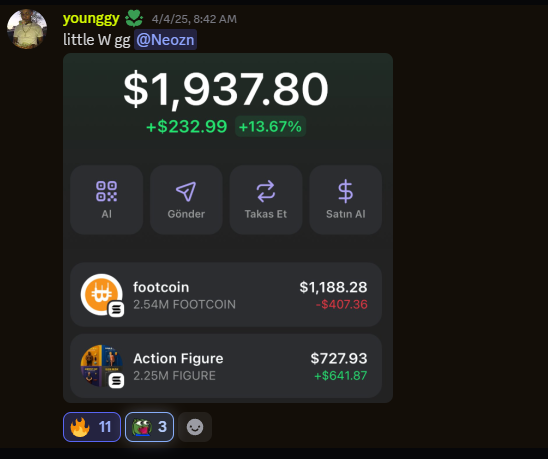 younggy 4/4/25, 8:42 AM
little W gg @Neozn
$1,937.80
+$232.99 +13.67%
Al Gönder Takas Et Satın Al
footcoin $1,188.28
2.54M FOOTCOIN -$407.36
Action Figure $727.93
2.25M FIGURE +$641.87
11 3